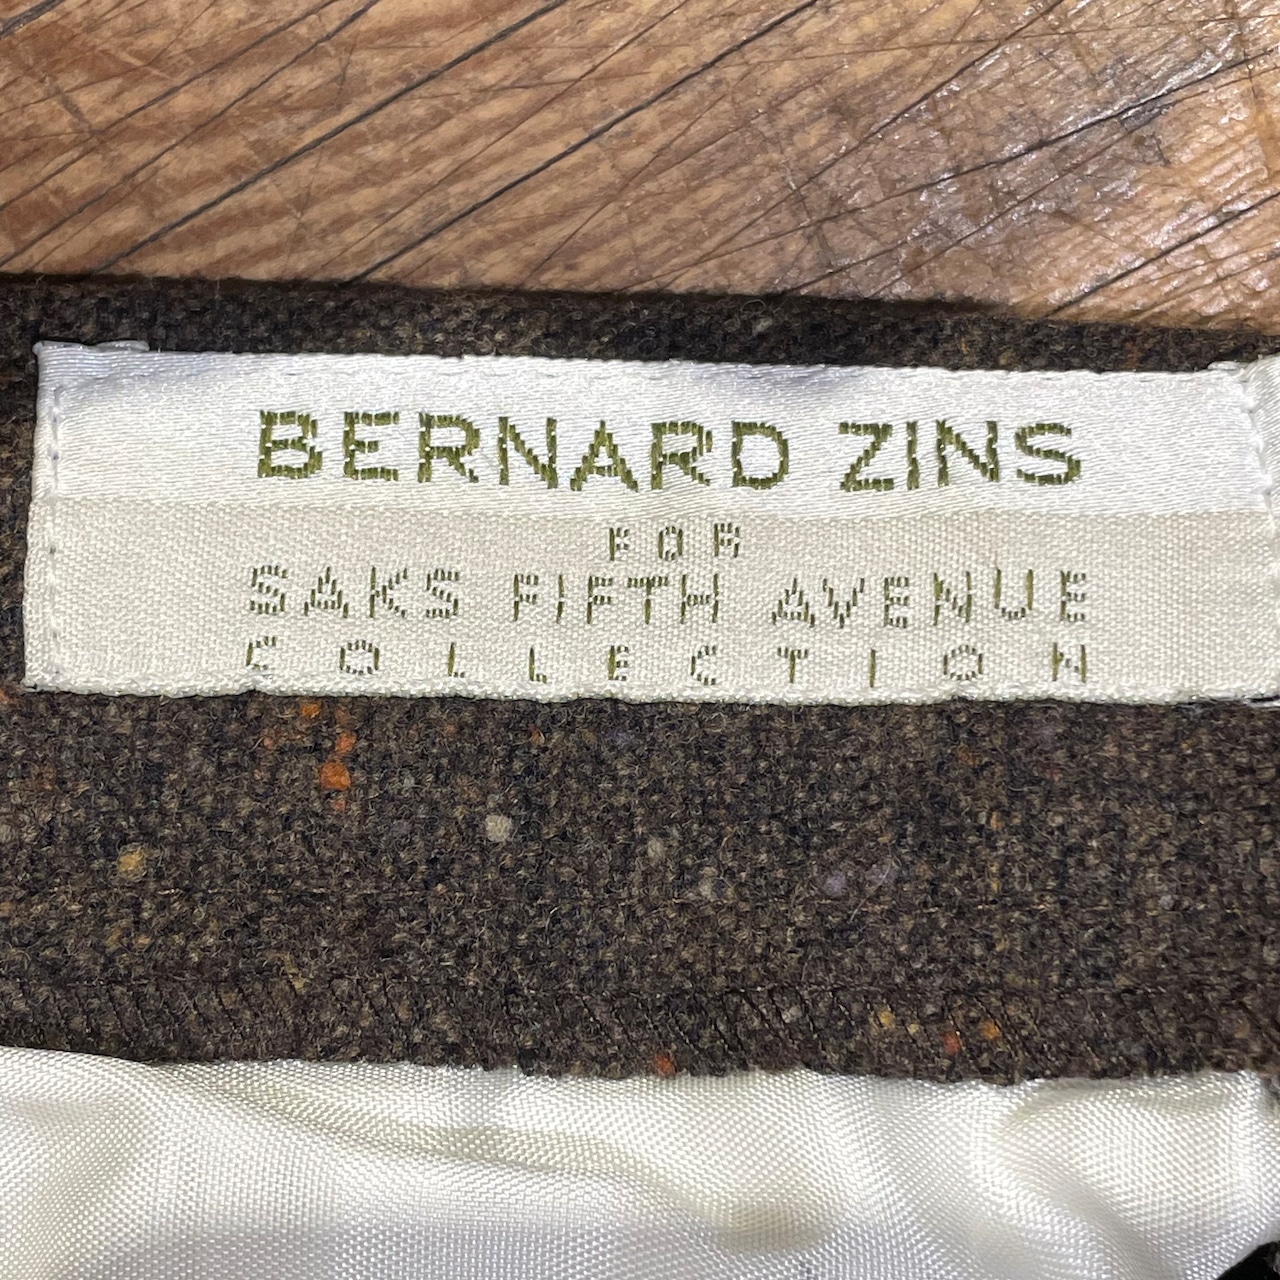 BERNARD ZINS
FOR
SAKS FIFTH AVENUE
COLLECTION